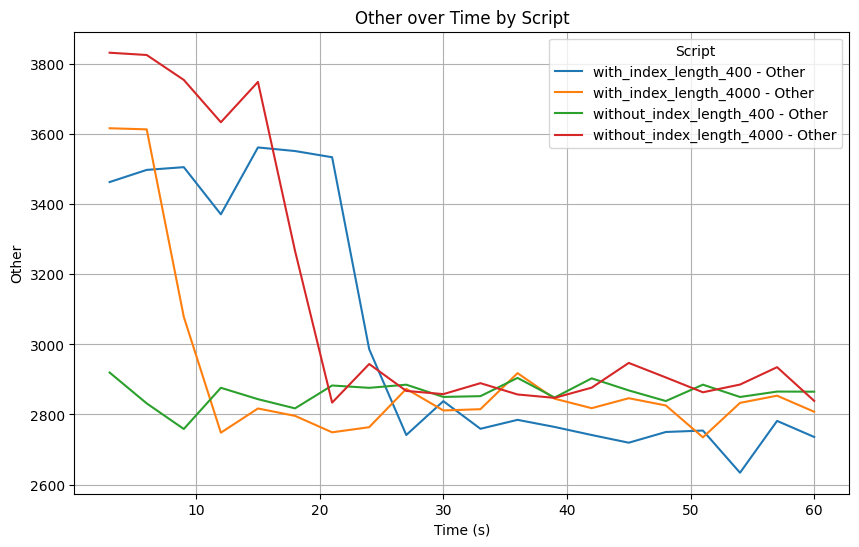 Other over Time by Script
Script
with_index_length_400 - Other
with_index_length_4000 - Other
without_index_length_400 - Other
without_index_length_4000 - Other
Other
3800
3600
3400
3200
3000
2800
2600
10 20 30 40 50 60
Time (s)